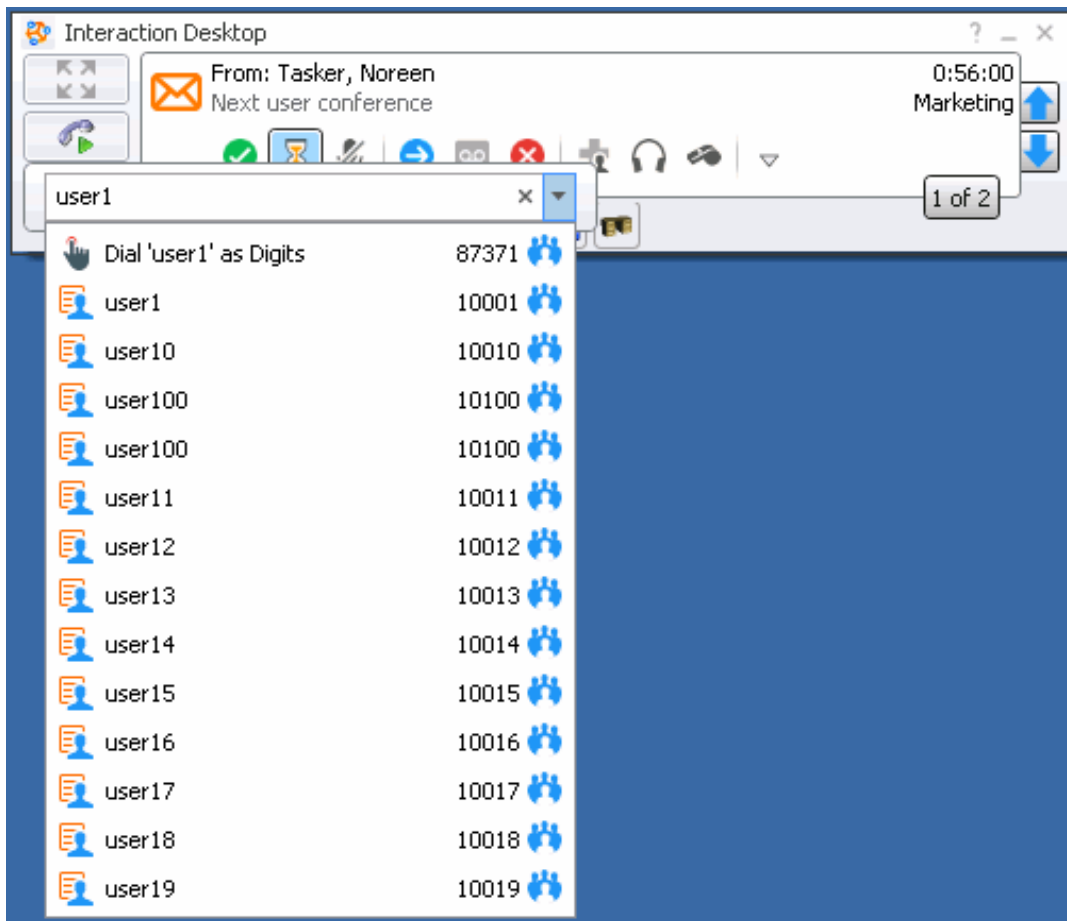 Interaction Desktop
From: Tasker, Noreen 0:56:00
Next user conference Marketing
user1
1 of 2
Dial 'user1' as Digits 87371
user1 10001
user10 10010
user100 10100
user100 10100
user11 10011
user12 10012
user13 10013
user14 10014
user15 10015
user16 10016
user17 10017
user18 10018
user19 10019